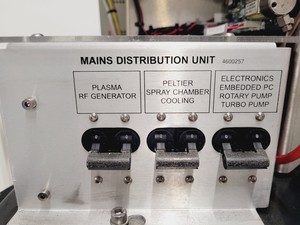 MAINS DISTRIBUTION UNIT 4600257
PLASMA
RF GENERATOR
PELTIER
SPRAY CHAMBER
COOLING
ELECTRONICS
EMBEDDED PC
ROTARY PUMP
TURBO PUMP